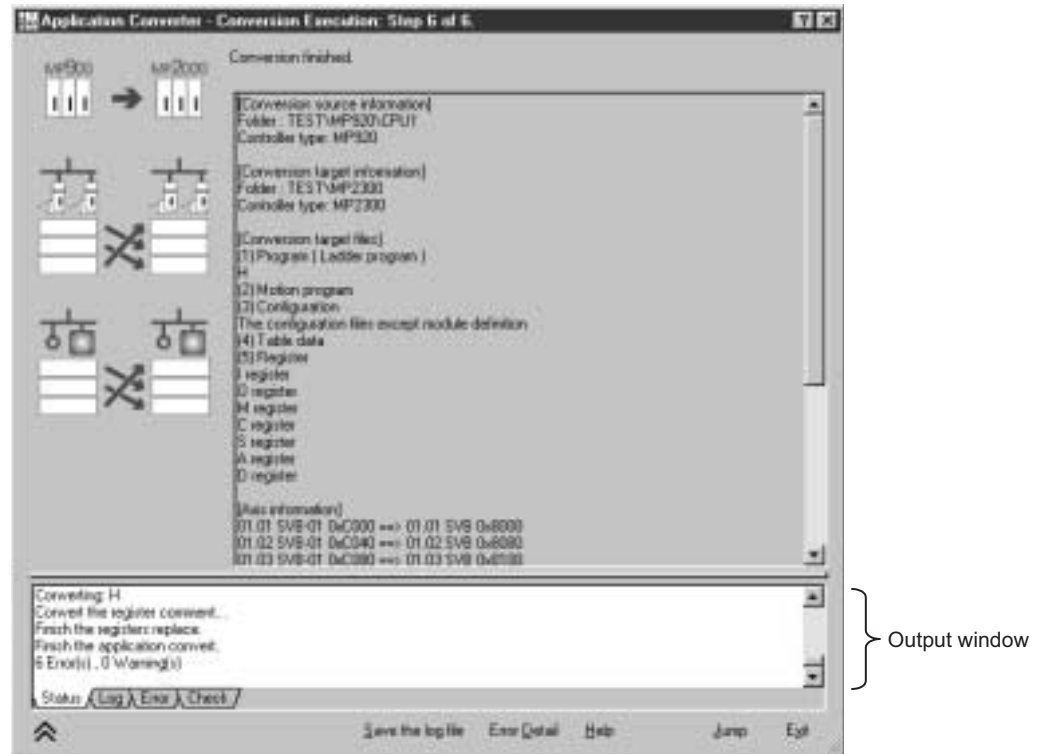 Application Converter - Conversion Execution: Step 6 of 6.
MP900
MP2000
Conversion finished.
[Conversion source information]
Folder : TEST\MP920\CPU1
Controller type: MP920
[Conversion target information]
Folder : TEST\MP2300
Controller type: MP2300
[Conversion target files]
(1) Program ( Ladder program )
H
(2) Motion program
(3) Configuration
The configuration files except module definition
(4) Table data
(5) Register
I register
O register
M register
C register
S register
A register
D register
[Axis information]
01.01 SVB-01 0xC000 ==> 01.01 SVB 0x8000
01.02 SVB-01 0xC040 ==> 01.02 SVB 0x8080
01.03 SVB-01 0xC080 ==> 01.03 SVB 0x8100
Converting: H
Convert the register comment...
Finish the registers replace.
Finish the application convert.
6 Error(s) , 0 Warning(s)
Output window
Status
Log
Error
Check
Save the log file
Error Detail
Help
Jump
Exit